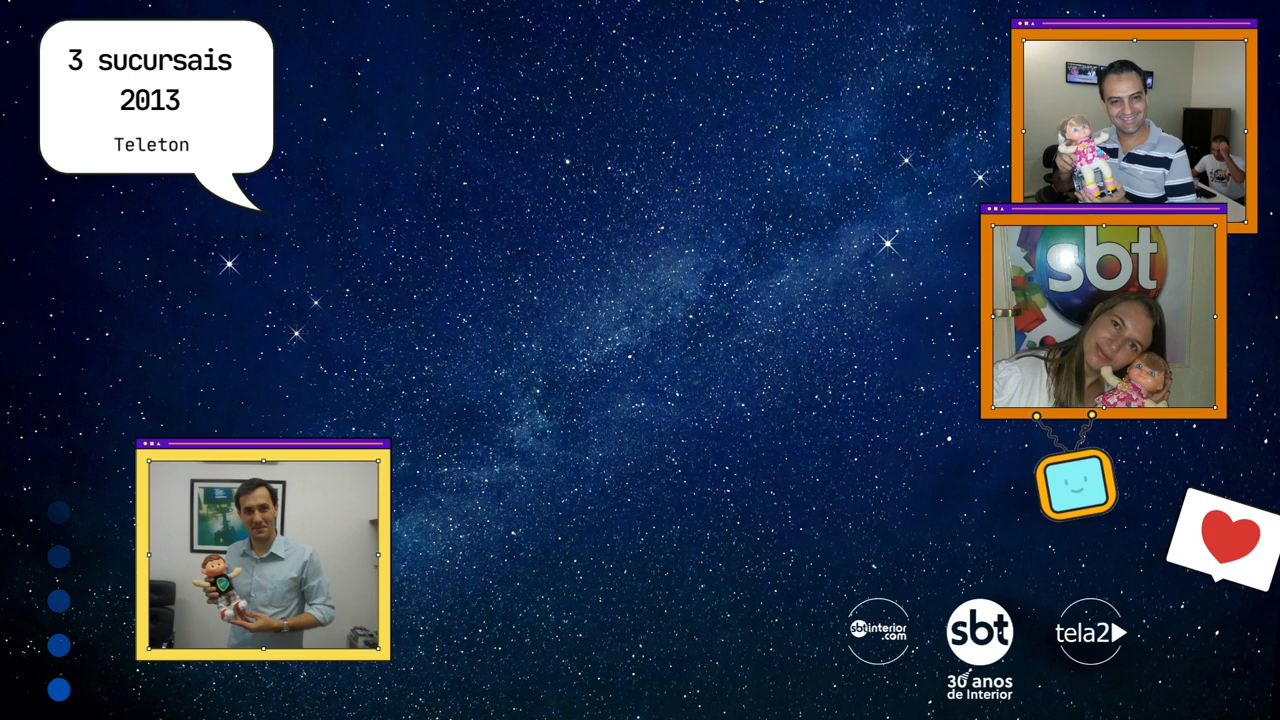 3 sucursais
2013
Teleton
sbt
sbtinterior
.com
sbt
30 anos
de Interior
tela2